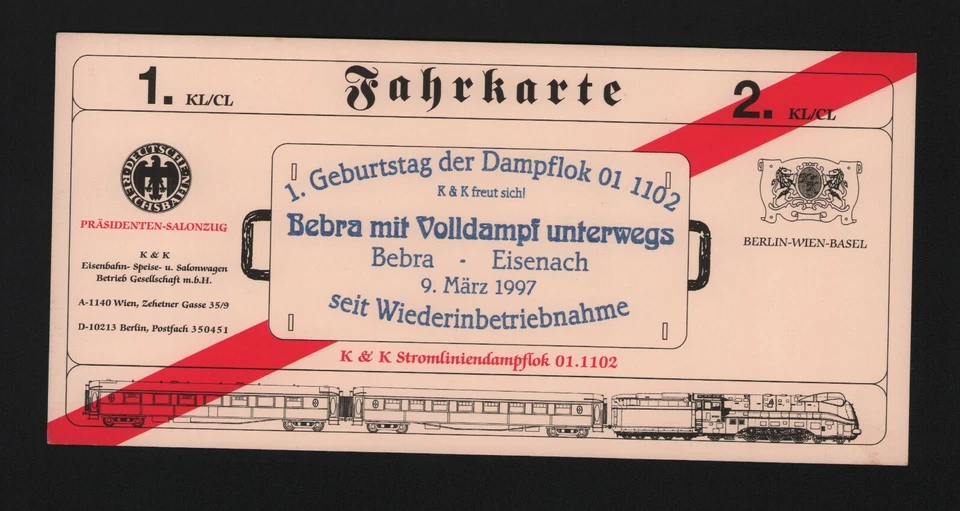 1. KL/CL
Fahrkarte
2. KL/CL
DEUTSCHEN
REICHSBAHN
PRÄSIDENTEN-SALONZUG
K & K
Eisenbahn- Speise- u. Salonwagen
Betrieb Gesellschaft m.b.H.
A-1140 Wien, Zehetner Gasse 35/9
D-10213 Berlin, Postfach 350451
1. Geburtstag der Dampflok 01 1102
K & K freut sich!
Bebra mit Volldampf unterwegs
Bebra - Eisenach
9. März 1997
seit Wiederinbetriebnahme
BERLIN-WIEN-BASEL
K & K Stromliniendampflok 01.1102